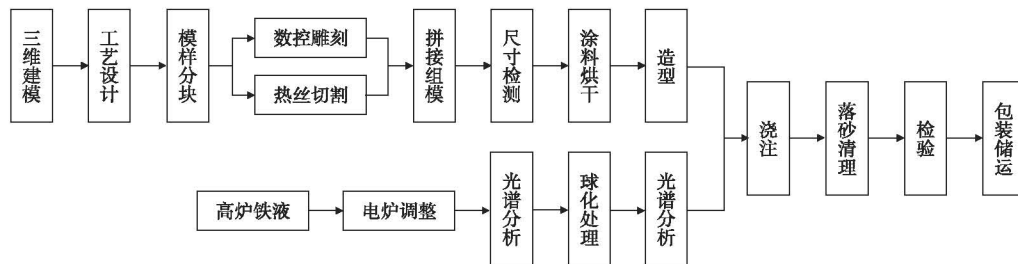 三维建模
工艺设计
模样分块
数控雕刻
热丝切割
拼接组模
尺寸检测
涂料烘干
造型
高炉铁液
电炉调整
光谱分析
球化处理
光谱分析
浇注
落砂清理
检验
包装储运